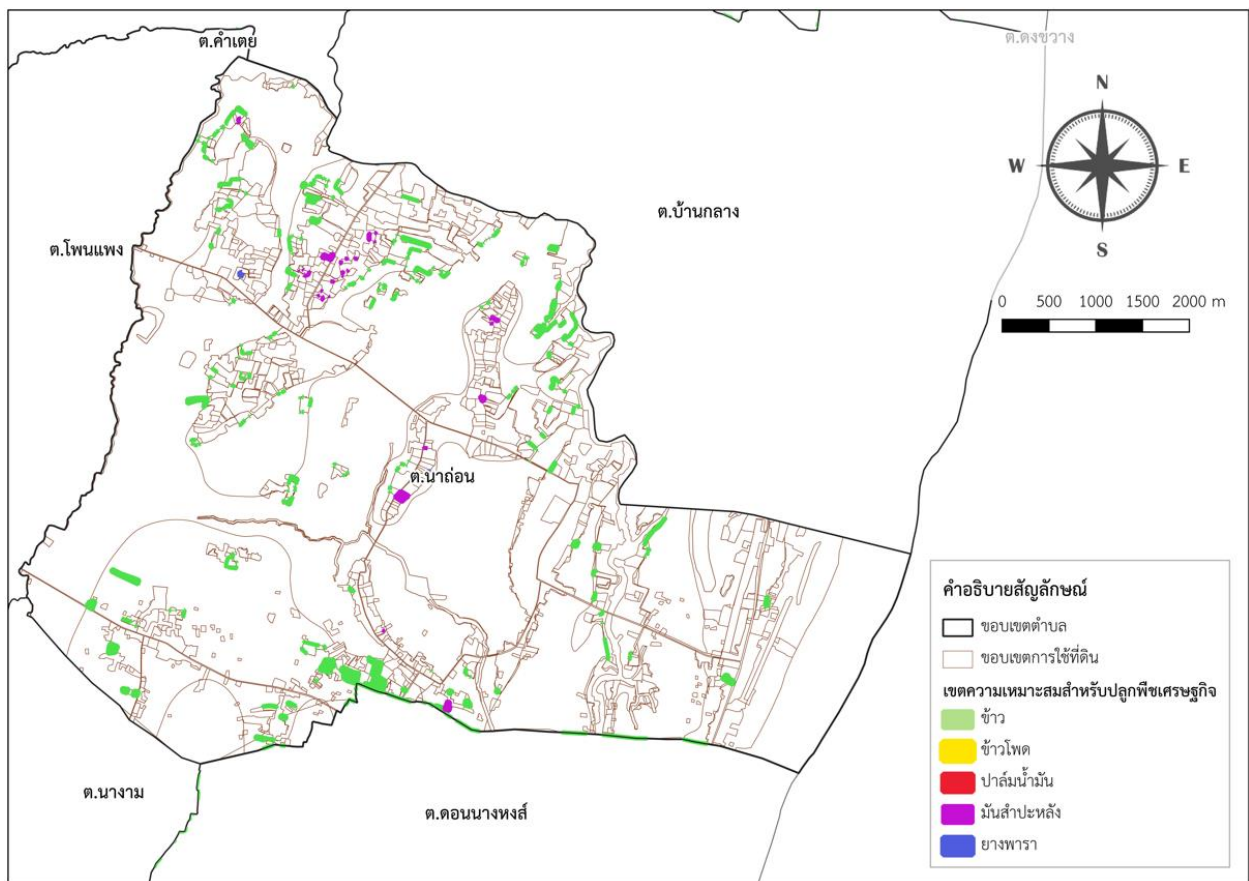 ต.คำเตย
ต.ดงขวาง
N
W
E
S
ต.บ้านกลาง
ต.โพนแพง
0 500 1000 1500 2000 m
ต.นาถ่อน
คำอธิบายสัญลักษณ์
ขอบเขตตำบล
ขอบเขตการใช้ที่ดิน
เขตความเหมาะสมสำหรับปลูกพืชเศรษฐกิจ
ข้าว
ข้าวโพด
ปาล์มน้ำมัน
มันสำปะหลัง
ยางพารา
ต.นางาม
ต.ดอนนางหงส์